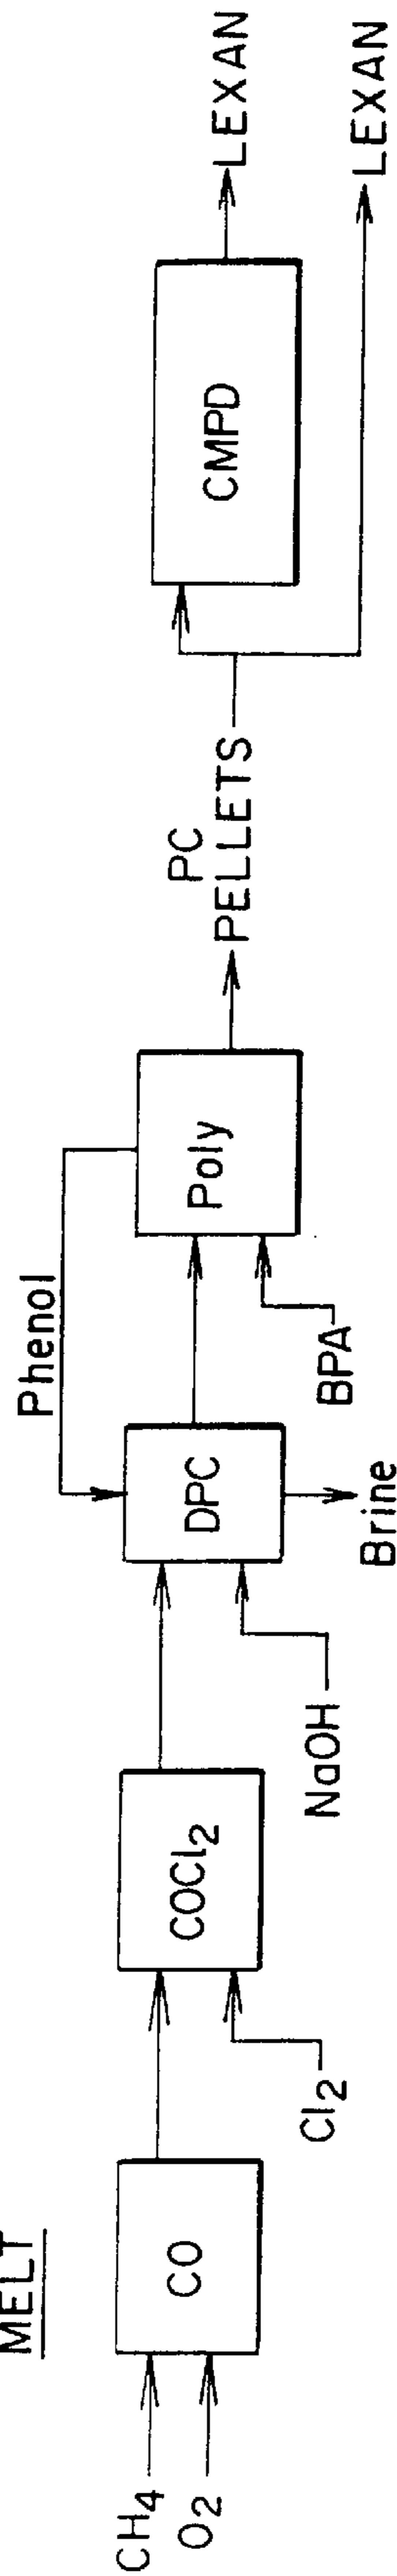 MELT
CH4
O2
CO
Cl2
COCl2
NaOH
DPC
Brine
Phenol
BPA
Poly
PC
PELLETS
CMPD
LEXAN
LEXAN